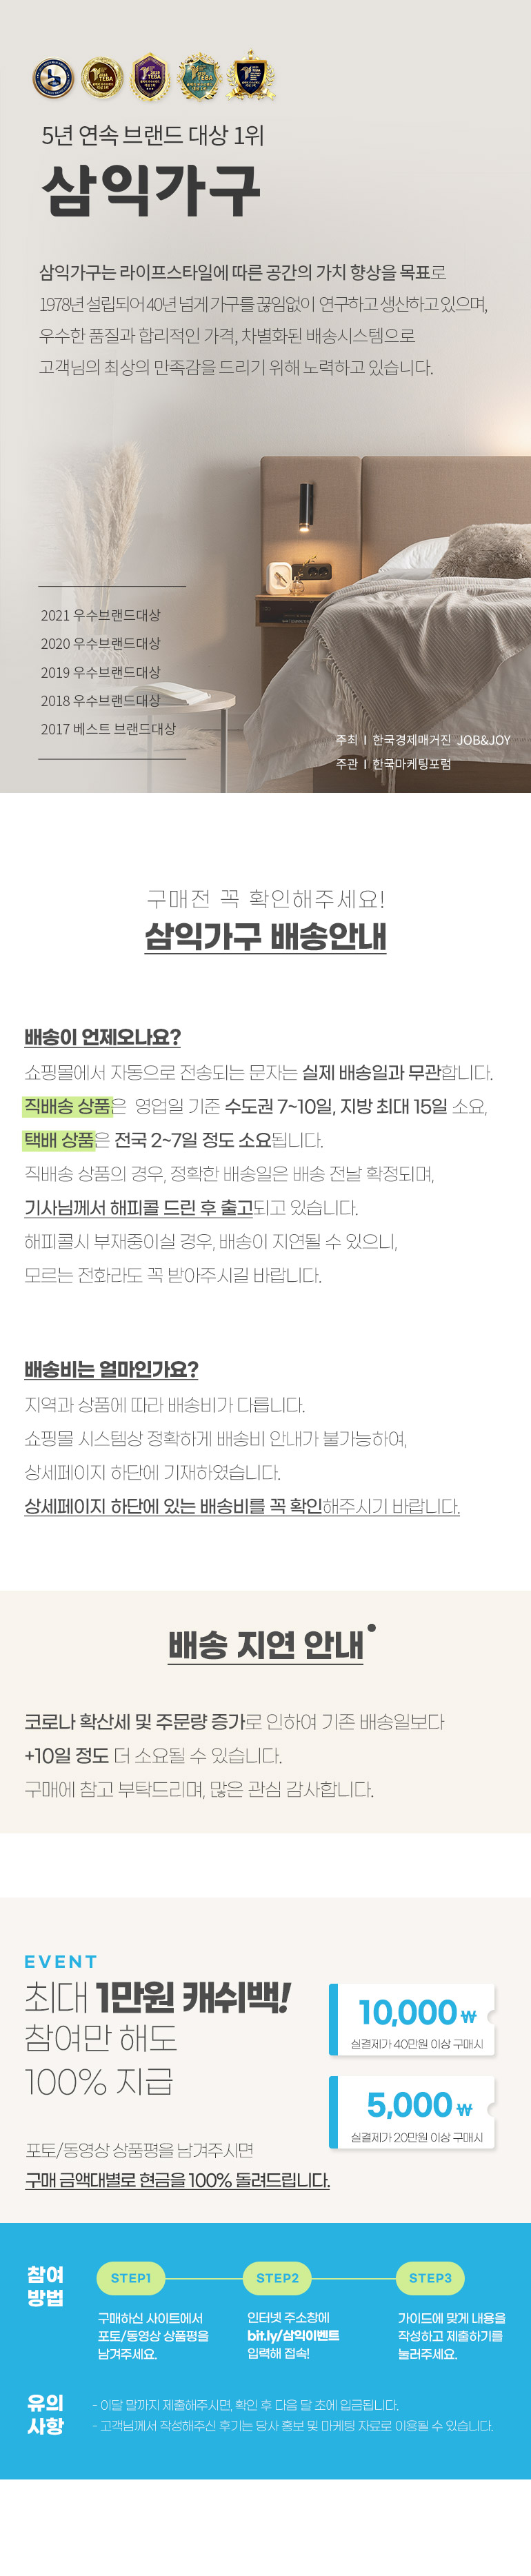 5년 연속 브랜드 대상 1위
삼익가구
삼익가구는 라이프스타일에 따른 공간의 가치 향상을 목표로
1978년 설립되어 40년 넘게 가구를 끊임없이 연구하고 생산하고 있으며,
우수한 품질과 합리적인 가격, 차별화된 배송시스템으로
고객님의 최상의 만족감을 드리기 위해 노력하고 있습니다.
2021 우수브랜드대상
2020 우수브랜드대상
2019 우수브랜드대상
2018 우수브랜드대상
2017 베스트 브랜드대상
주최 I 한국경제매거진 JOB&JOY
주관 I 한국마케팅포럼
구매전 꼭 확인해주세요!
삼익가구 배송안내
배송이 언제오나요?
쇼핑몰에서 자동으로 전송되는 문자는 실제 배송일과 무관합니다.
직배송 상품은 영업일 기준 수도권 7~10일, 지방 최대 15일 소요,
택배 상품은 전국 2~7일 정도 소요됩니다.
직배송 상품의 경우, 정확한 배송일은 배송 전날 확정되며,
기사님께서 해피콜 드린 후 출고되고 있습니다.
해피콜시 부재중이실 경우, 배송이 지연될 수 있으니,
모르는 전화라도 꼭 받아주시길 바랍니다.
배송비는 얼마인가요?
지역과 상품에 따라 배송비가 다릅니다.
쇼핑몰 시스템상 정확하게 배송비 안내가 불가능하여,
상세페이지 하단에 기재하였습니다.
상세페이지 하단에 있는 배송비를 꼭 확인해주시기 바랍니다.
배송 지연 안내
코로나 확산세 및 주문량 증가로 인하여 기존 배송일보다
+10일 정도 더 소요될 수 있습니다.
구매에 참고 부탁드리며, 많은 관심 감사합니다.
EVENT
최대 1만원 캐쉬백!
참여만 해도
100% 지급
10,000 ₩
실결제가 40만원 이상 구매시
5,000 ₩
실결제가 20만원 이상 구매시
포토/동영상 상품평을 남겨주시면
구매 금액대별로 현금을 100% 돌려드립니다.
참여
방법
STEP1
구매하신 사이트에서
포토/동영상 상품평을
남겨주세요.
STEP2
인터넷 주소창에
bit.ly/삼익이벤트
입력해 접속!
STEP3
가이드에 맞게 내용을
작성하고 제출하기를
눌러주세요.
유의
사항
- 이달 말까지 제출해주시면, 확인 후 다음 달 초에 입금됩니다.
- 고객님께서 작성해주신 후기는 당사 홍보 및 마케팅 자료로 이용될 수 있습니다.